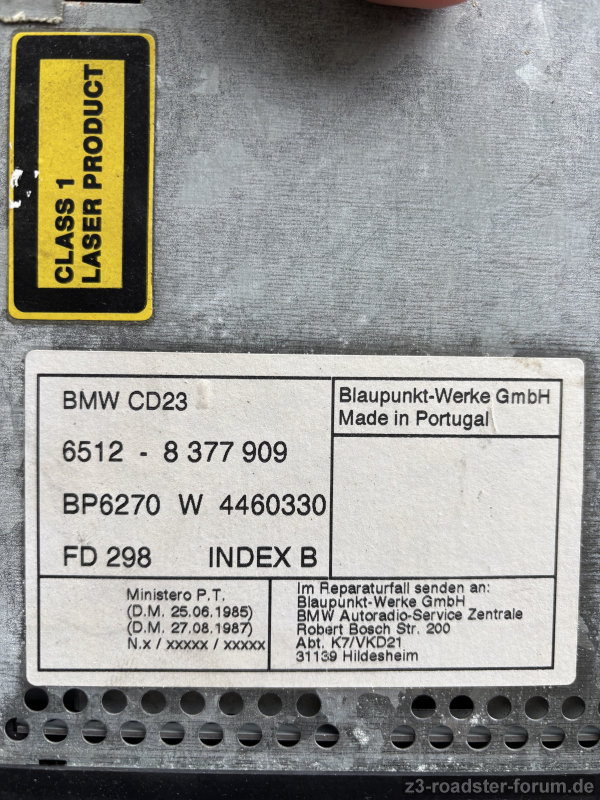 CLASS 1
LASER PRODUCT
BMW CD23
6512 - 8 377 909
BP6270 W 4460330
FD 298 INDEX B
Blaupunkt-Werke GmbH
Made in Portugal
Ministero P.T.
(D.M. 25.06.1985)
(D.M. 27.08.1987)
N.x / xxxxx / xxxxx
Im Reparaturfall senden an:
Blaupunkt-Werke GmbH
BMW Autoradio-Service Zentrale
Robert Bosch Str. 200
Abt. K7/VKD21
31139 Hildesheim
z3-roadster-forum.de